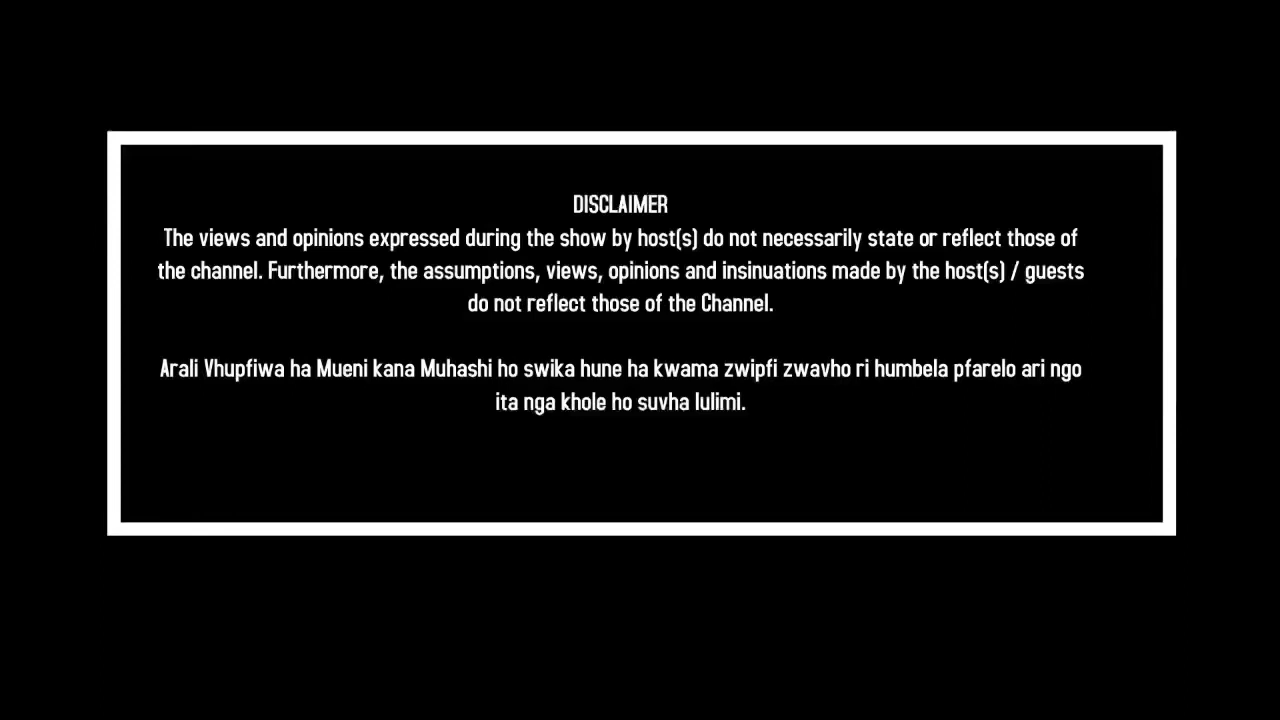 DISCLAIMER
The views and opinions expressed during the show by host(s) do not necessarily state or reflect those of
the channel. Furthermore, the assumptions, views, opinions and insinuations made by the host(s) / guests
do not reflect those of the Channel.
Arali Vhupfiwa ha Mueni kana Muhashi ho swika hune ha kwama zwipfi zwavho ri humbela pfarelo ari ngo
ita nga khole ho suvha lulimi.